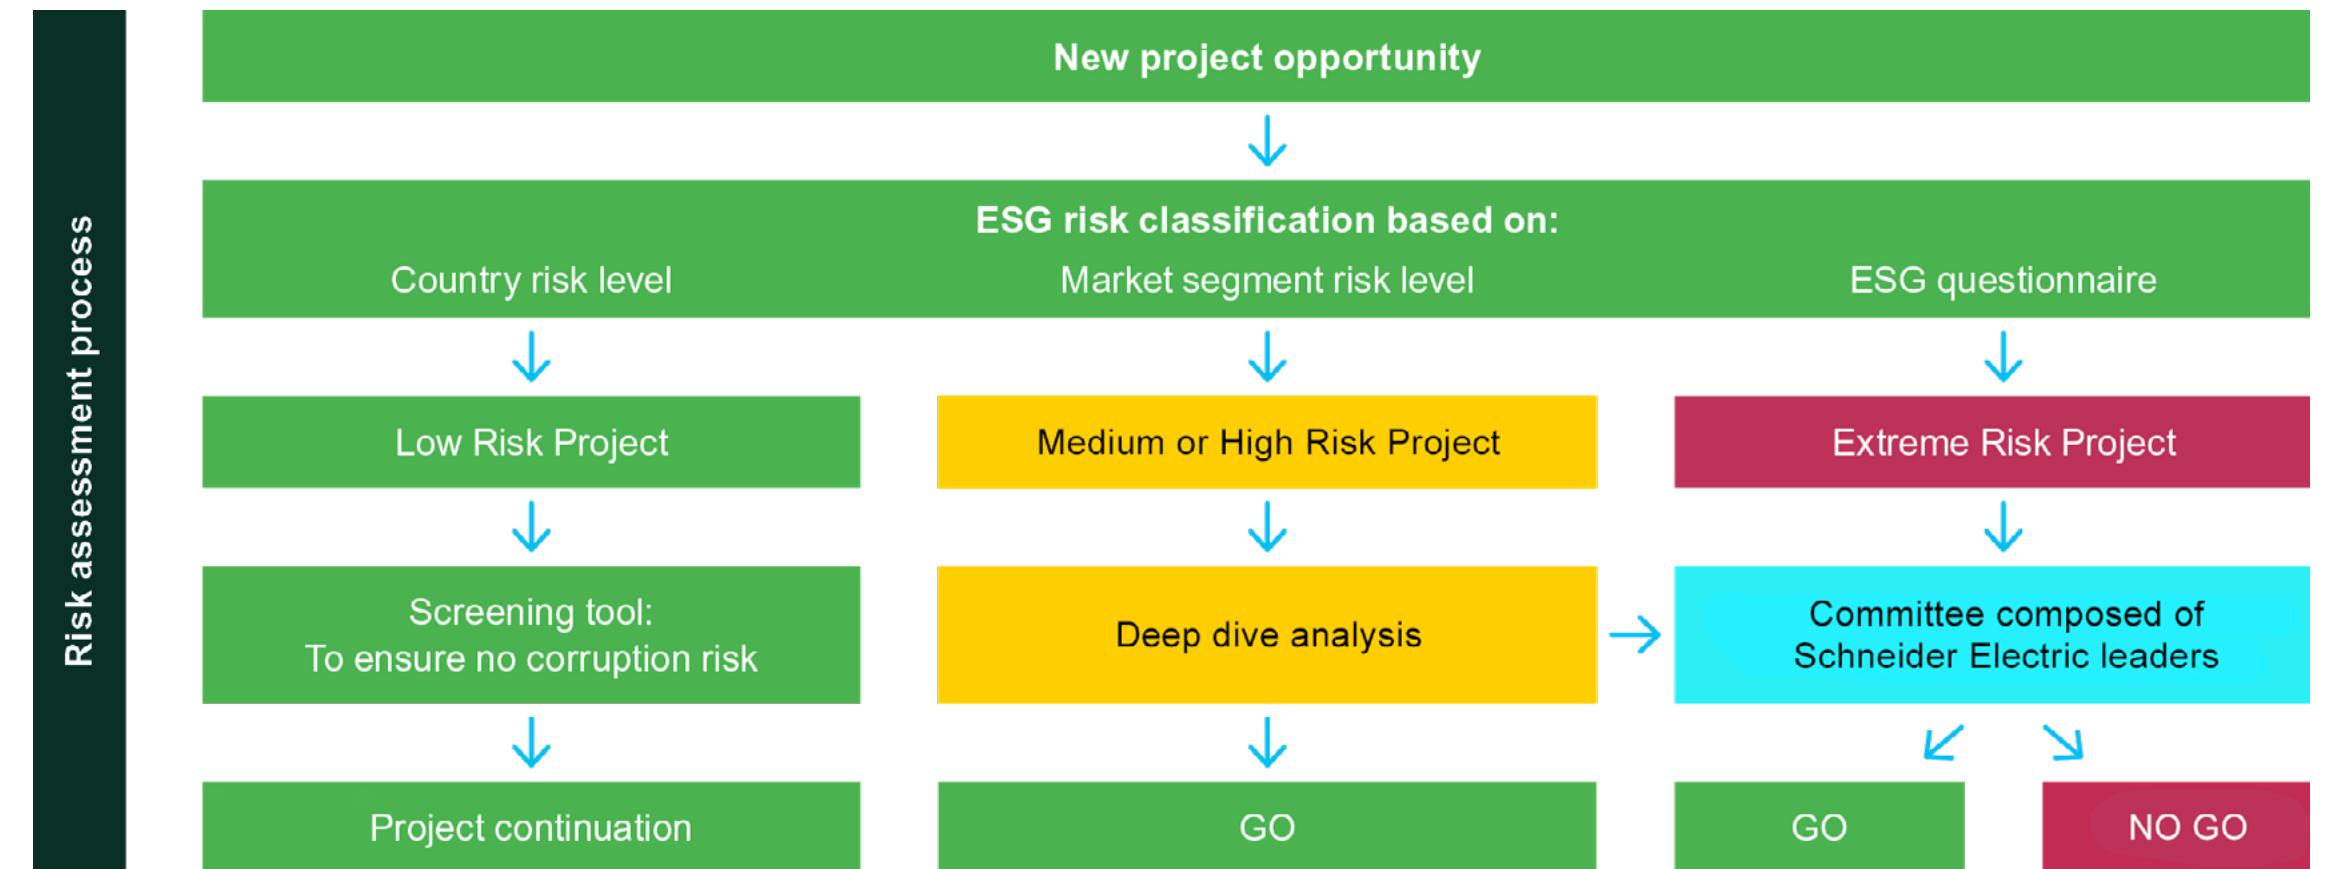 Risk assessment process
New project opportunity
ESG risk classification based on:
Country risk level
Market segment risk level
ESG questionnaire
Low Risk Project
Medium or High Risk Project
Extreme Risk Project
Screening tool:
To ensure no corruption risk
Deep dive analysis
Committee composed of
Schneider Electric leaders
Project continuation
GO
GO
NO GO